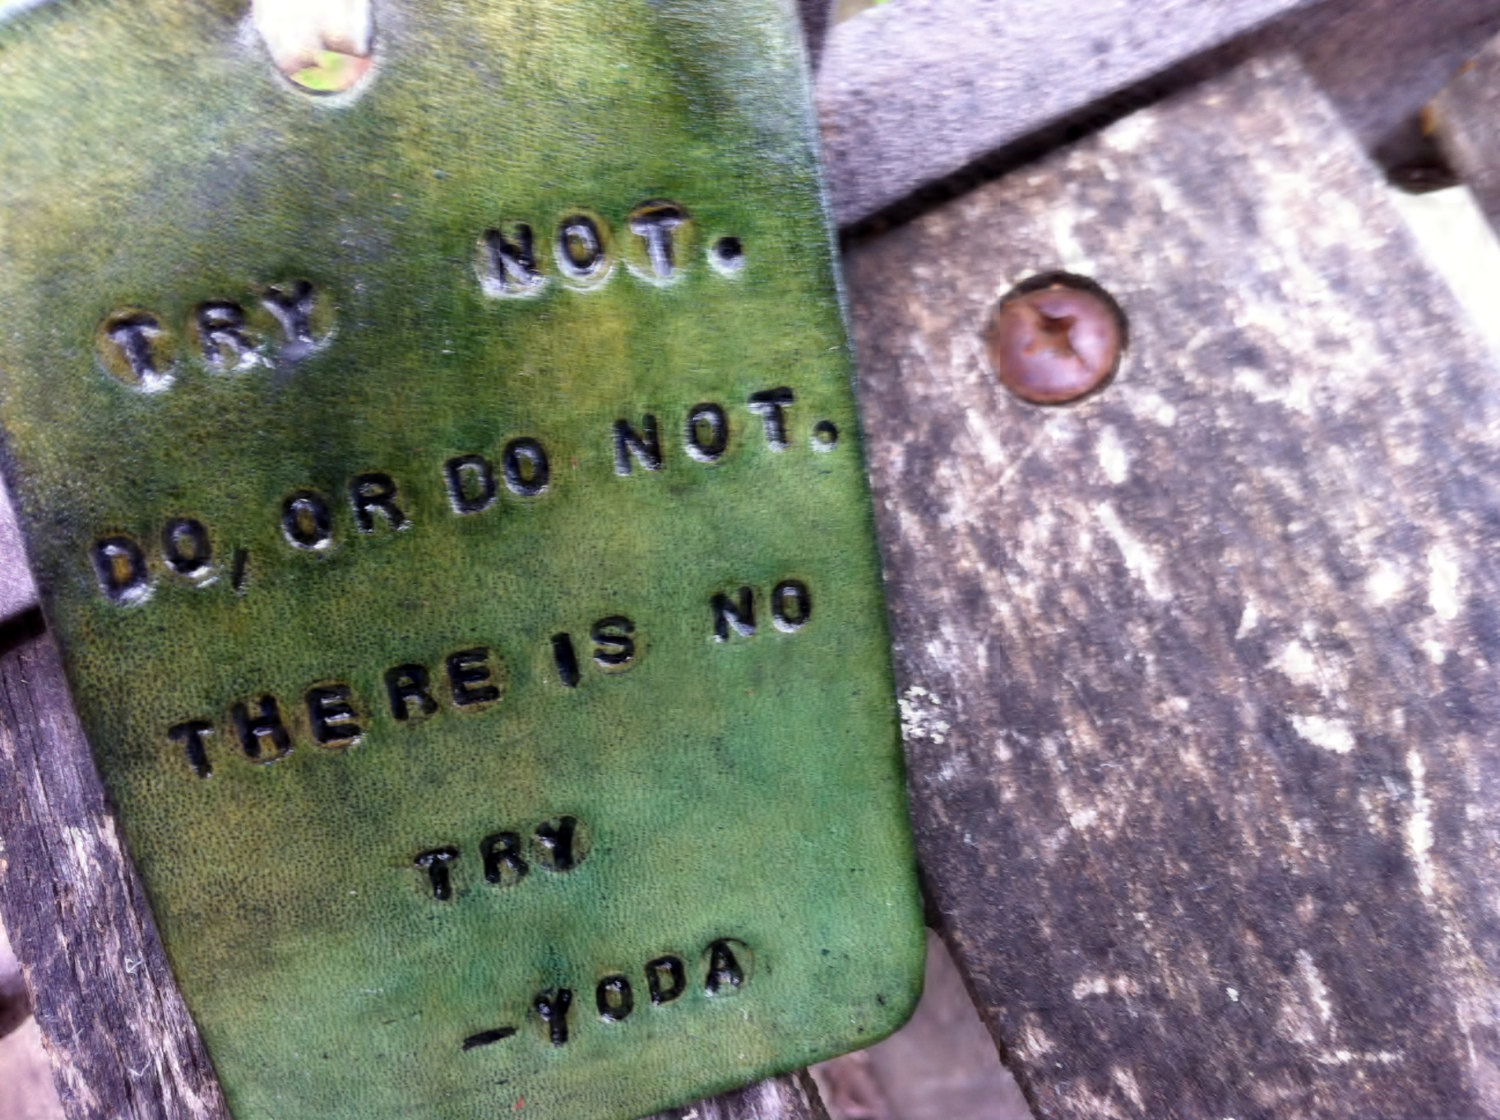 TRY NOT.
DO, OR DO NOT.
THERE IS NO
TRY
-YODA